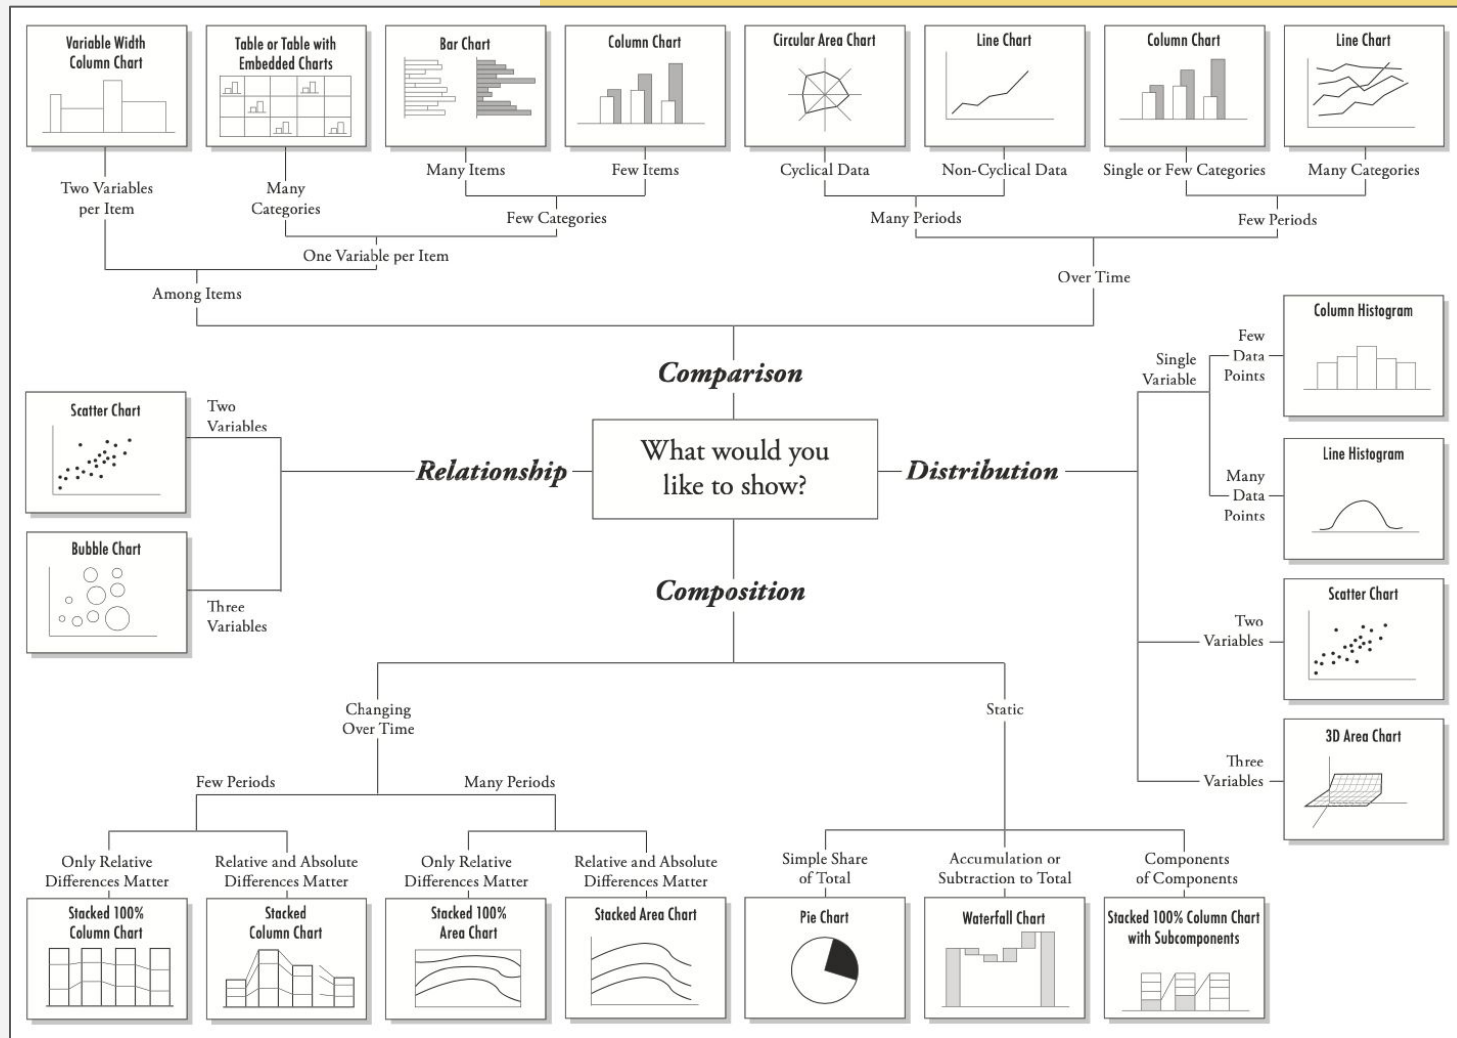 Variable Width
Column Chart
Table or Table with
Embedded Charts
Bar Chart
Column Chart
Circular Area Chart
Line Chart
Column Chart
Line Chart
Two Variables
per Item
Many
Categories
Many Items
Few Items
Cyclical Data
Non-Cyclical Data
Single or Few Categories
Many Categories
Few Categories
Many Periods
Few Periods
One Variable per Item
Among Items
Over Time
Comparison
What would you
like to show?
Relationship
Two
Variables
Scatter Chart
Three
Variables
Bubble Chart
Distribution
Single
Variable
Few
Data
Points
Column Histogram
Many
Data
Points
Line Histogram
Two
Variables
Scatter Chart
Three
Variables
3D Area Chart
Composition
Changing
Over Time
Static
Few Periods
Many Periods
Only Relative
Differences Matter
Relative and Absolute
Differences Matter
Only Relative
Differences Matter
Relative and Absolute
Differences Matter
Simple Share
of Total
Accumulation or
Subtraction to Total
Components
of Components
Stacked 100%
Column Chart
Stacked
Column Chart
Stacked 100%
Area Chart
Stacked Area Chart
Pie Chart
Waterfall Chart
Stacked 100% Column Chart
with Subcomponents